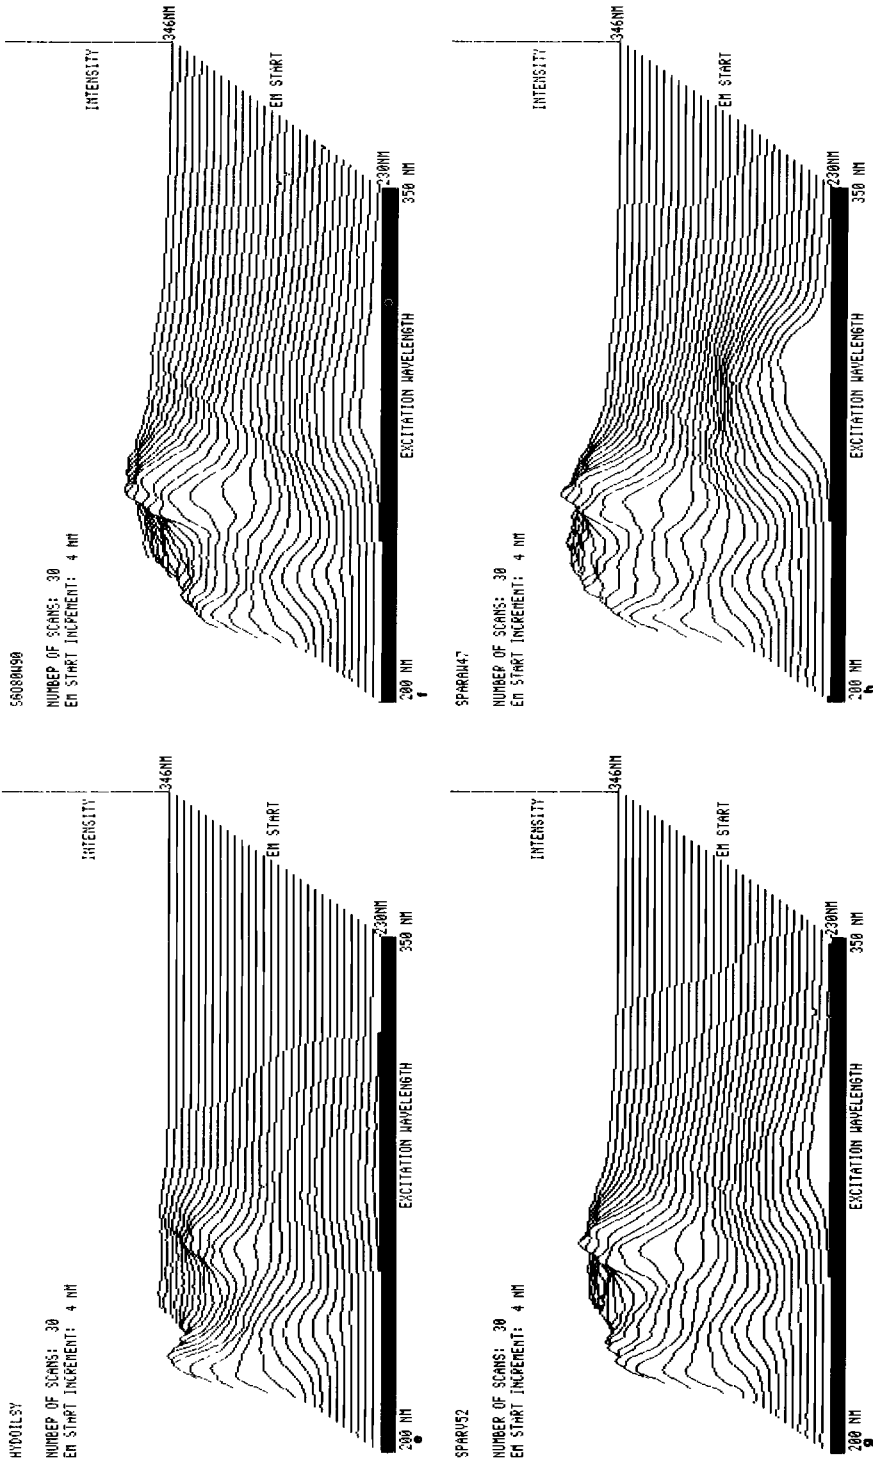 HYDOILSY
NUMBER OF SCANS: 30
EM START INCREMENT: 4 NM
INTENSITY
346NM
EM START
230NM
200 NM
EXCITATION WAVELENGTH
350 NM
e
S6080W90
NUMBER OF SCANS: 30
EM START INCREMENT: 4 NM
INTENSITY
346NM
EM START
230NM
200 NM
EXCITATION WAVELENGTH
350 NM
f
SPARV52
NUMBER OF SCANS: 30
EM START INCREMENT: 4 NM
INTENSITY
346NM
EM START
230NM
200 NM
EXCITATION WAVELENGTH
350 NM
g
SPARAW47
NUMBER OF SCANS: 30
EM START INCREMENT: 4 NM
INTENSITY
346NM
EM START
230NM
200 NM
EXCITATION WAVELENGTH
350 NM
h